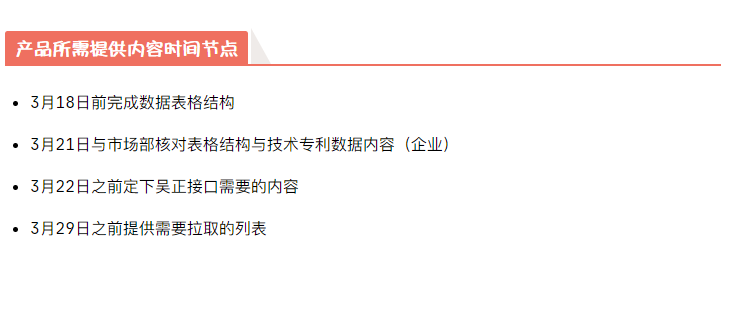 产品所需提供内容时间节点
3月18日前完成数据表格结构
3月21日与市场部核对表格结构与技术专利数据内容（企业）
3月22日之前定下吴正接口需要的内容
3月29日之前提供需要拉取的列表